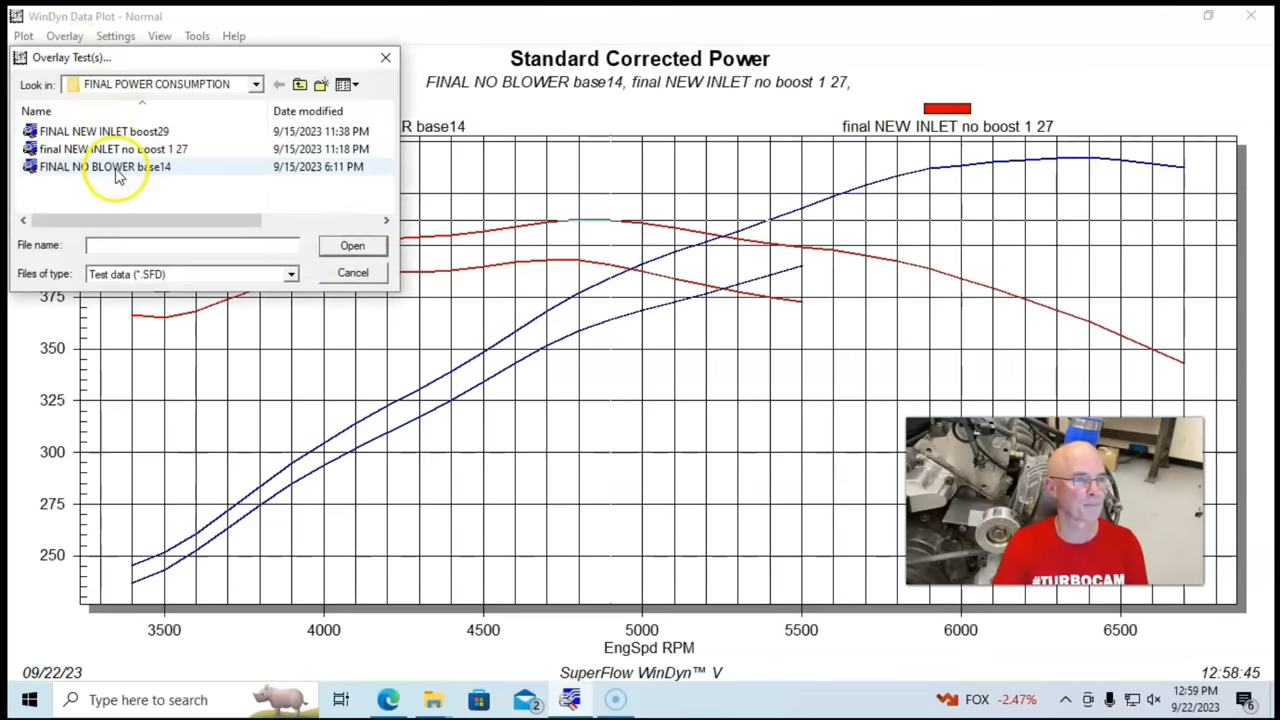 WinDyn Data Plot - Normal
Plot Overlay Settings View Tools Help
Overlay Test(s)...
Look in: FINAL POWER CONSUMPTION
Name Date modified
FINAL NEW INLET boost29 9/15/2023 11:38 PM
final NEW INLET no boost 1 27 9/15/2023 11:18 PM
FINAL NO BLOWER base14 9/15/2023 6:11 PM
File name: Open
Files of type: Test data (*.SFD) Cancel
Standard Corrected Power
FINAL NO BLOWER base14, final NEW INLET no boost 1 27,
ER base14 final NEW INLET no boost 1 27
375
350
325
300
275
250
3500 4000 4500 5000 5500 6000 6500
EngSpd RPM
#TURBOCAM
09/22/23 SuperFlow WinDyn™ V 12:58:45
Type here to search 2 FOX -2.47% 12:59 PM
9/22/2023 6